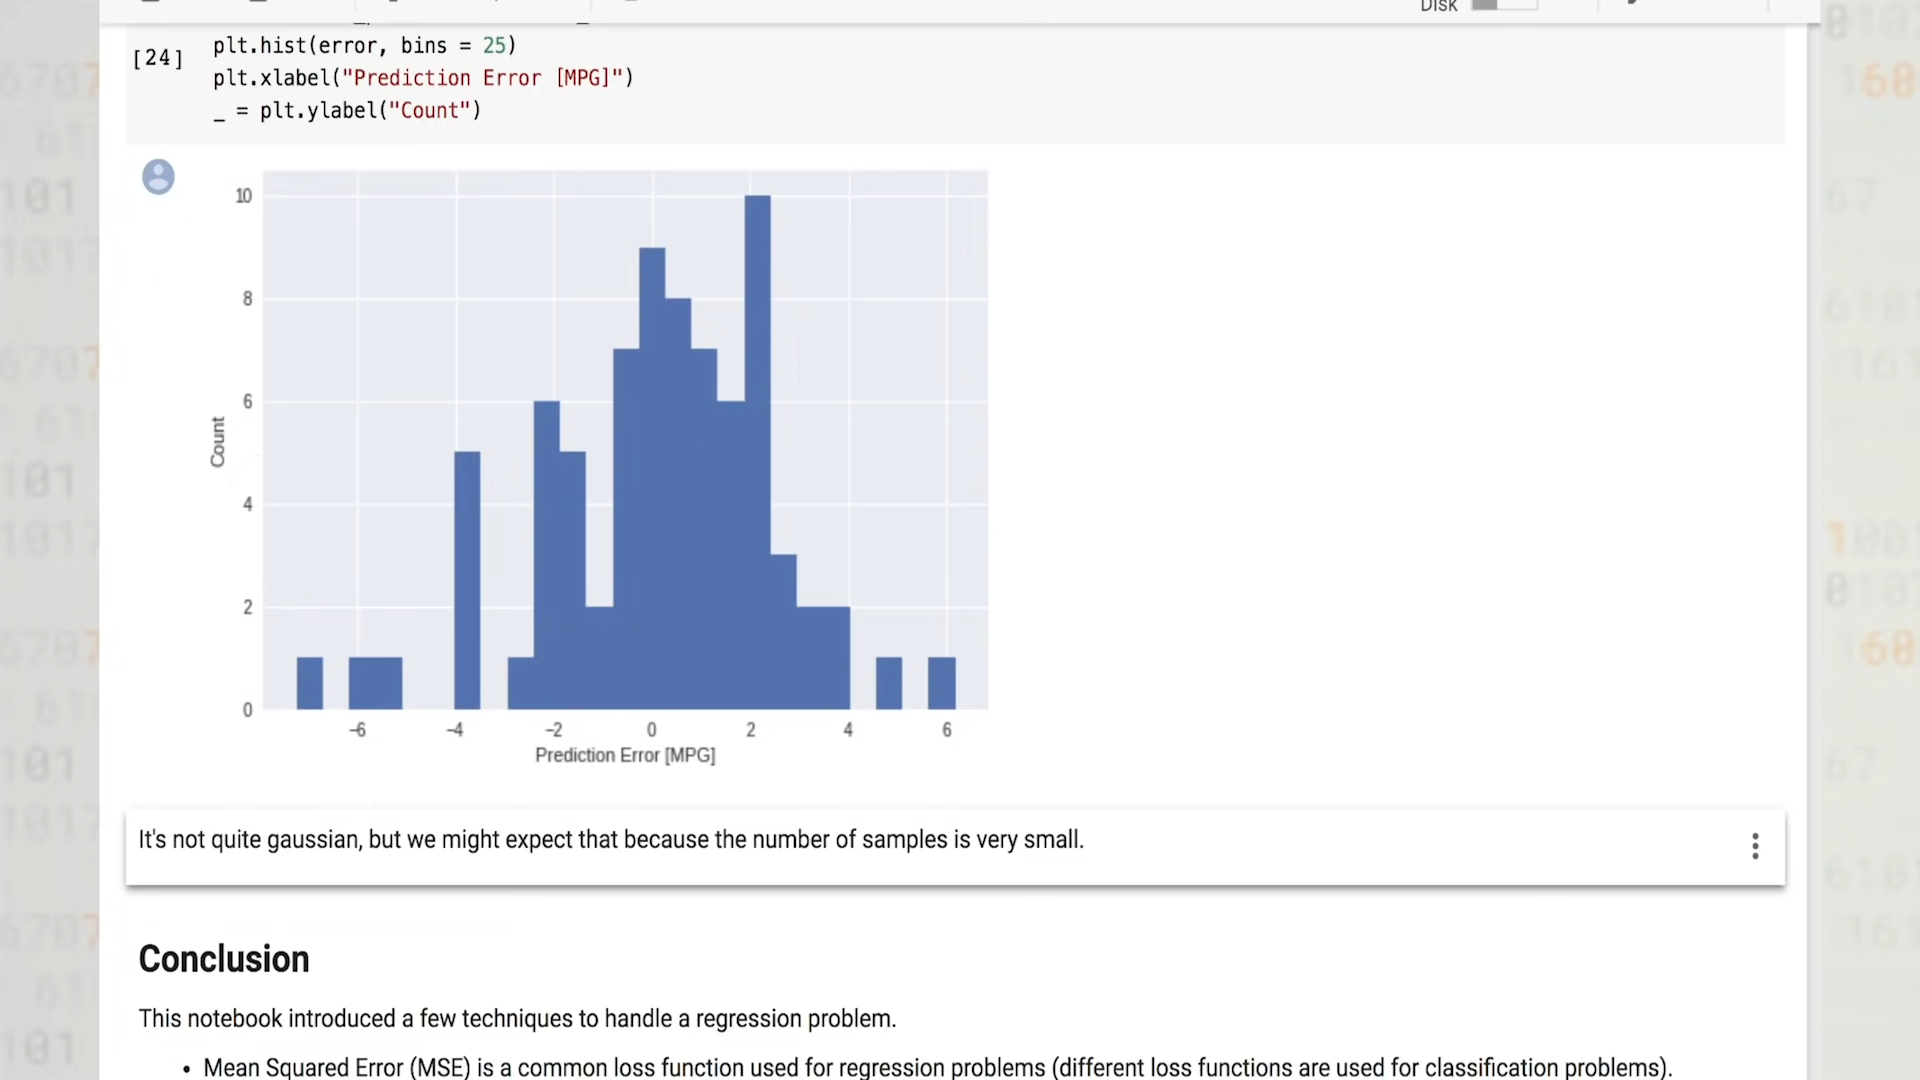 Disk
[24]
plt.hist(error, bins = 25)
plt.xlabel("Prediction Error [MPG]")
_ = plt.ylabel("Count")
10
8
6
4
2
0
Count
−6 −4 −2 0 2 4 6
Prediction Error [MPG]
It's not quite gaussian, but we might expect that because the number of samples is very small.
Conclusion
This notebook introduced a few techniques to handle a regression problem.
• Mean Squared Error (MSE) is a common loss function used for regression problems (different loss functions are used for classification problems).